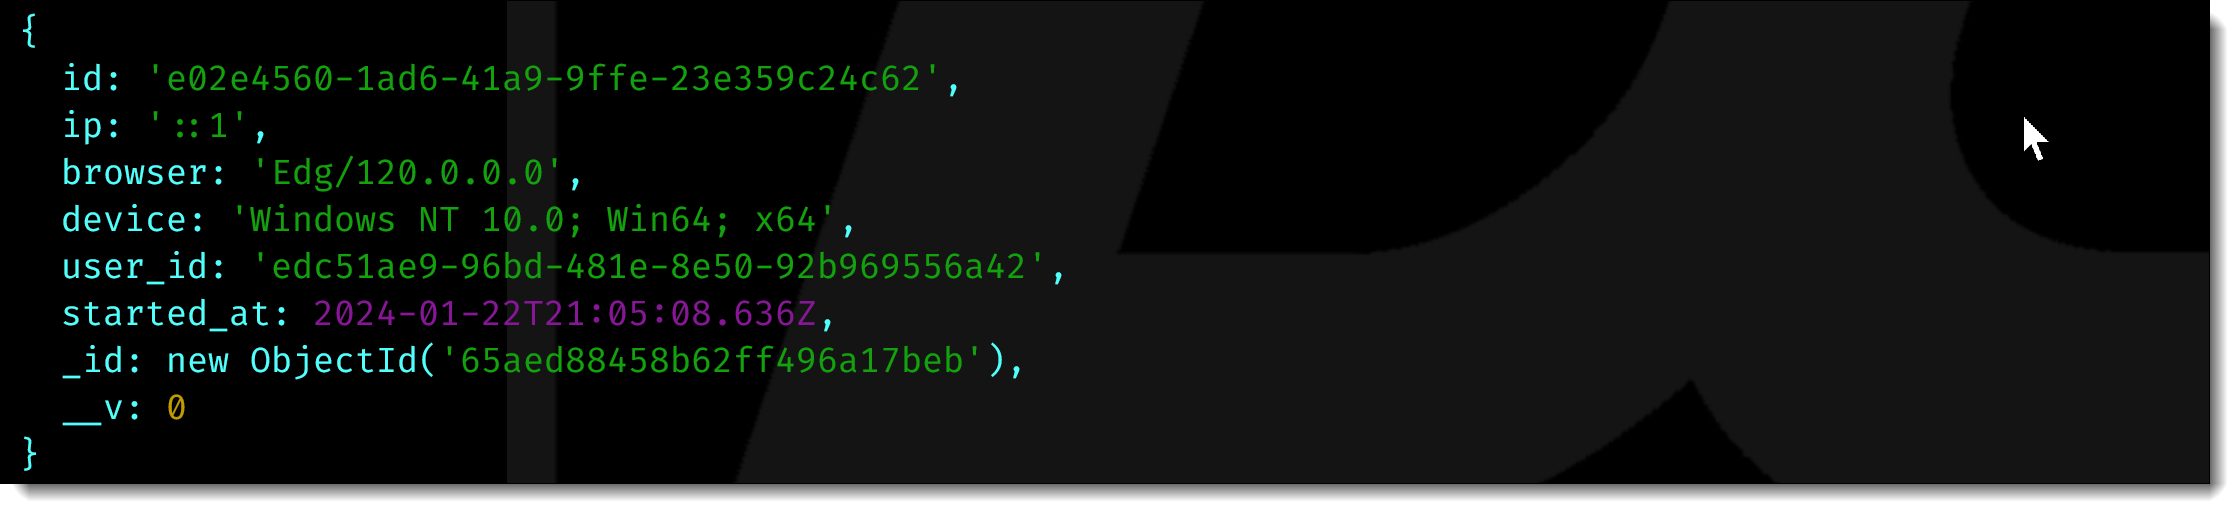 {
  id: 'e02e4560-1ad6-41a9-9ffe-23e359c24c62',
  ip: '::1',
  browser: 'Edg/120.0.0.0',
  device: 'Windows NT 10.0; Win64; x64',
  user_id: 'edc51ae9-96bd-481e-8e50-92b969556a42',
  started_at: 2024-01-22T21:05:08.636Z,
  _id: new ObjectId('65aed88458b62ff496a17beb'),
  __v: 0
}